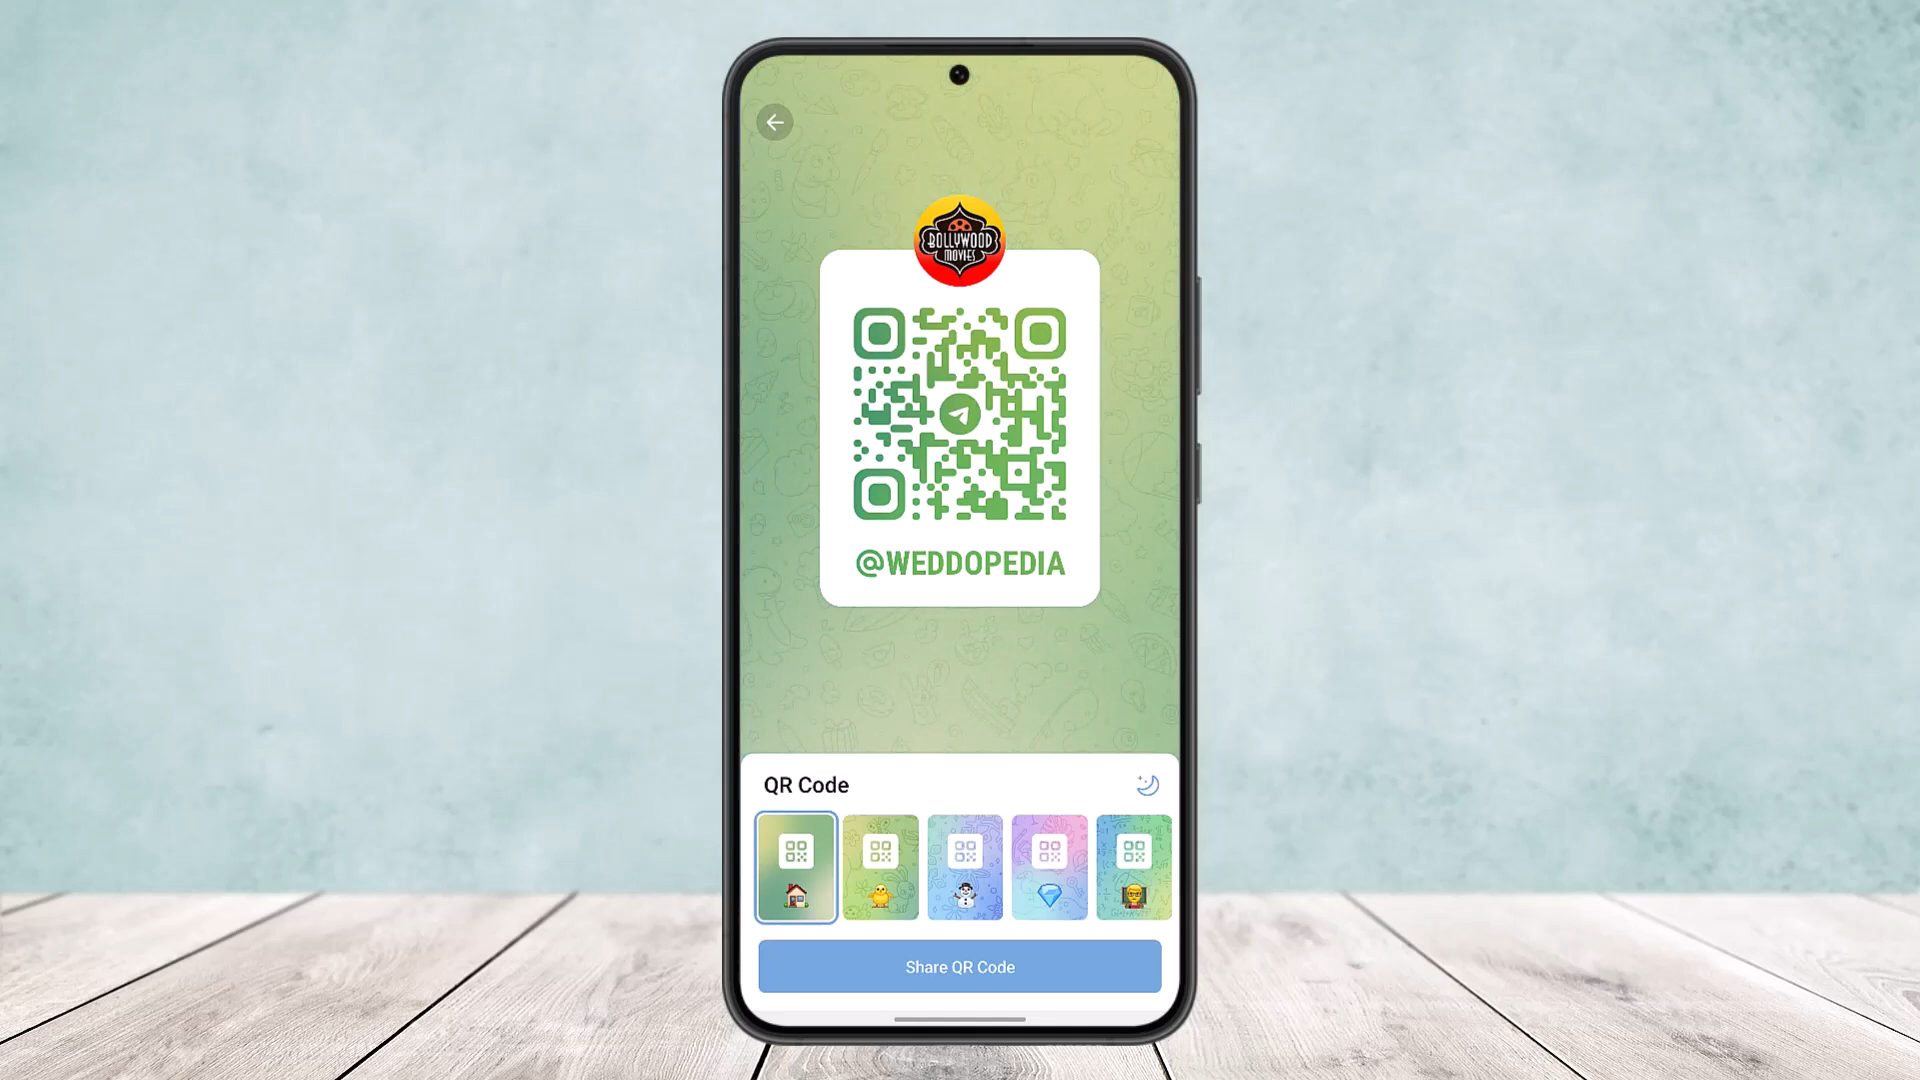 BOLLYWOOD
MOVIES
@WEDDOPEDIA
QR Code
Share QR Code